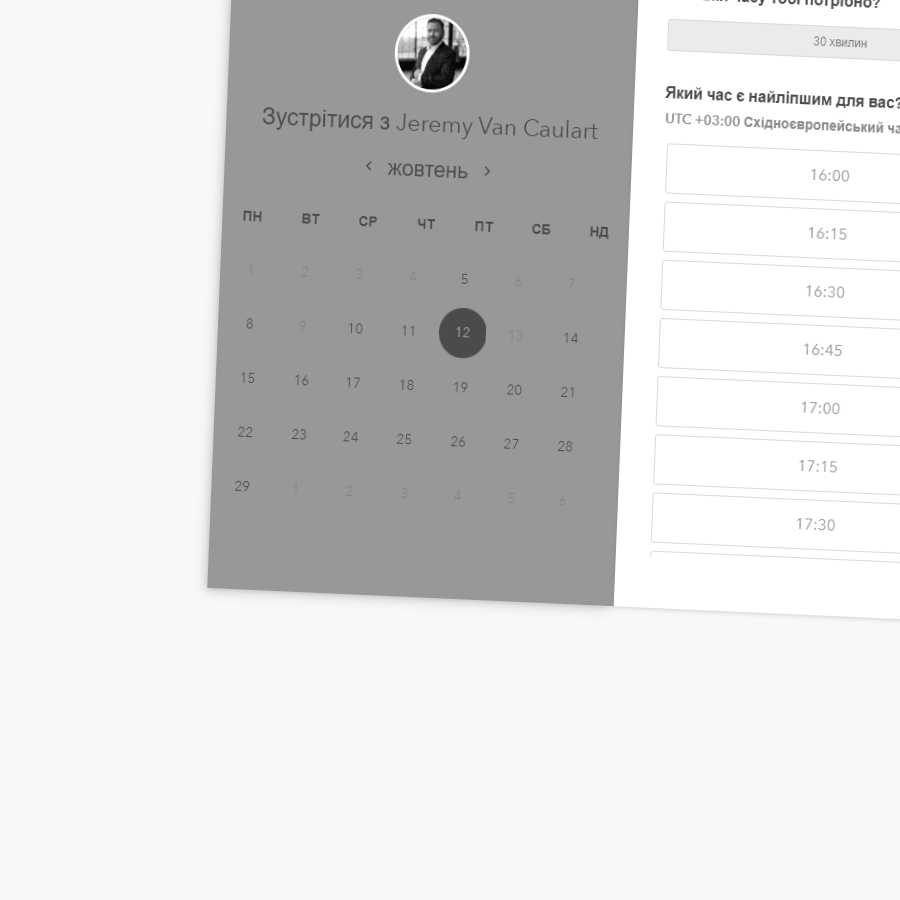 часу тобі потрібно?
30 хвилин
Зустрітися з Jeremy Van Caulart
жовтень
ПН ВТ СР ЧТ ПТ СБ НД
1 2 3 4 5 6 7
8 9 10 11 12 13 14
15 16 17 18 19 20 21
22 23 24 25 26 27 28
29 1 2 3 4 5 6
Який час є найліпшим для вас?
UTC +03:00 Східноєвропейський
16:00
16:15
16:30
16:45
17:00
17:15
17:30